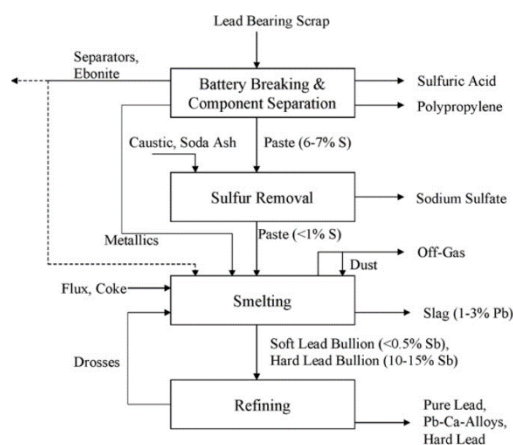 Lead Bearing Scrap
Separators,
Ebonite
Battery Breaking &
Component Separation
Sulfuric Acid
Polypropylene
Caustic, Soda Ash
Paste (6-7% S)
Sulfur Removal
Sodium Sulfate
Metallics
Paste (<1% S)
Off-Gas
Dust
Flux, Coke
Smelting
Slag (1-3% Pb)
Soft Lead Bullion (<0.5% Sb),
Hard Lead Bullion (10-15% Sb)
Drosses
Refining
Pure Lead,
Pb-Ca-Alloys,
Hard Lead